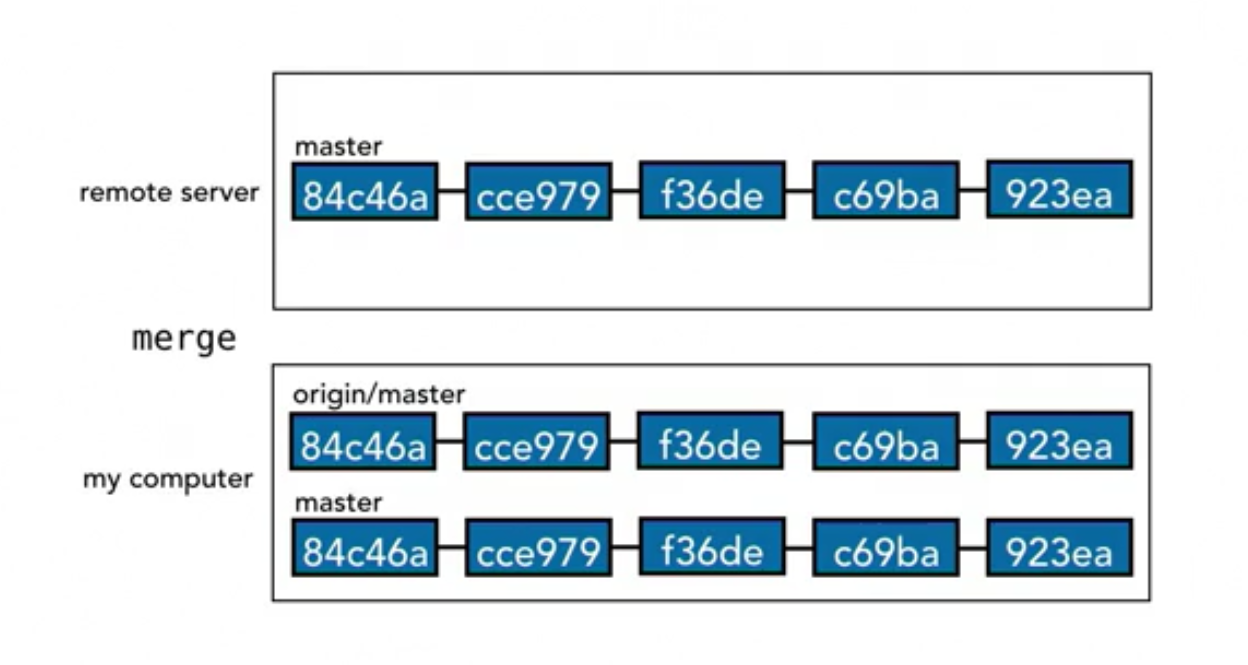 master
remote server
84c46a cce979 f36de c69ba 923ea
merge
origin/master
84c46a cce979 f36de c69ba 923ea
my computer
master
84c46a cce979 f36de c69ba 923ea